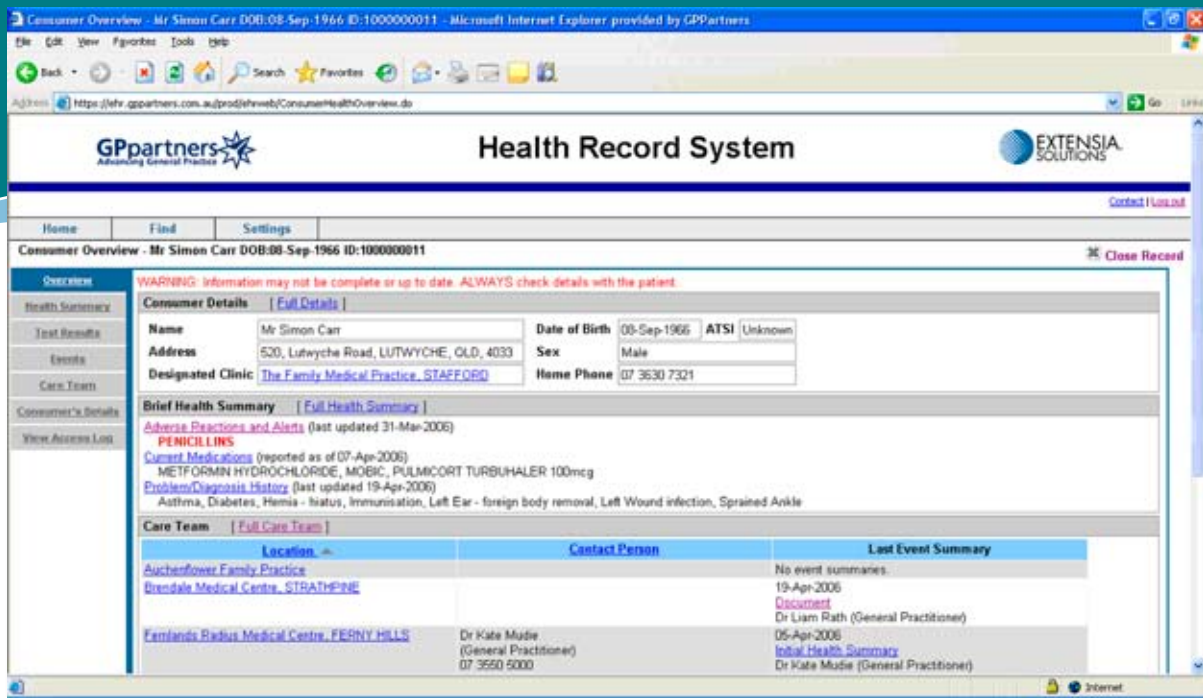 Consumer Overview - Mr Simon Carr DOB:08-Sep-1966 ID:1000000011 - Microsoft Internet Explorer provided by GPPartners
File Edit View Favorites Tools Help
Back Search Favorites
Address https://ehr.gppartners.com.au/prod/ehrweb/ConsumerHealthOverview.do Go Links
GPpartners
Advancing General Practice
Health Record System
EXTENSIA
SOLUTIONS
Contact | Log out
Home Find Settings
Consumer Overview - Mr Simon Carr DOB:08-Sep-1966 ID:1000000011
Close Record
Overview
Health Summary
Test Results
Events
Care Team
Consumer's Details
View Access Log
WARNING: Information may not be complete or up to date. ALWAYS check details with the patient.
Consumer Details [ Full Details ]
Name Mr Simon Carr Date of Birth 08-Sep-1966 ATSI Unknown
Address 520, Lutwyche Road, LUTWYCHE, QLD, 4033 Sex Male
Designated Clinic The Family Medical Practice, STAFFORD Home Phone 07 3630 7321
Brief Health Summary [ Full Health Summary ]
Adverse Reactions and Alerts (last updated 31-Mar-2006)
PENICILLINS
Current Medications (reported as of 07-Apr-2006)
METFORMIN HYDROCHLORIDE, MOBIC, PULMICORT TURBUHALER 100mcg
Problem/Diagnosis History (last updated 19-Apr-2006)
Asthma, Diabetes, Hernia - hiatus, Immunisation, Left Ear - foreign body removal, Left Wound infection, Sprained Ankle
Care Team [ Full Care Team ]
Location Contact Person Last Event Summary
Auchenflower Family Practice No event summaries.
Brendale Medical Centre, STRATHPINE 19-Apr-2006
Document
Dr Liam Rath (General Practitioner)
Fernlands Radius Medical Centre, FERNY HILLS Dr Kate Mudie 05-Apr-2006
(General Practitioner) Initial Health Summary
07 3550 5000 Dr Kate Mudie (General Practitioner)
Internet